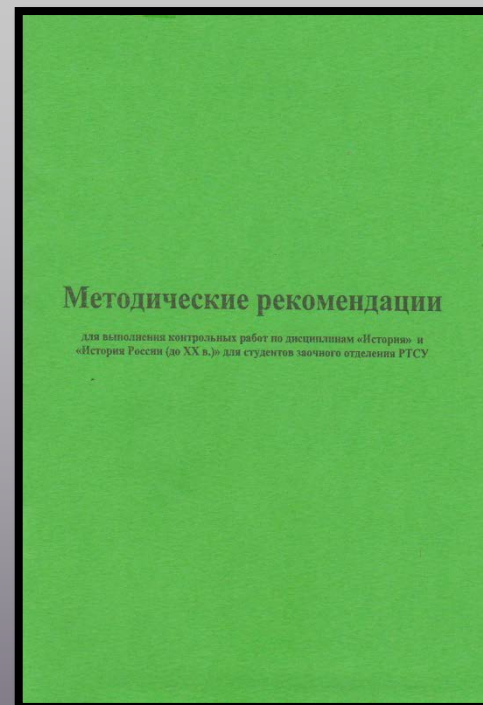 Методические рекомендации
для выполнения контрольных работ по дисциплинам «История» и
«История России (до XX в.)» для студентов заочного отделения РТСУ